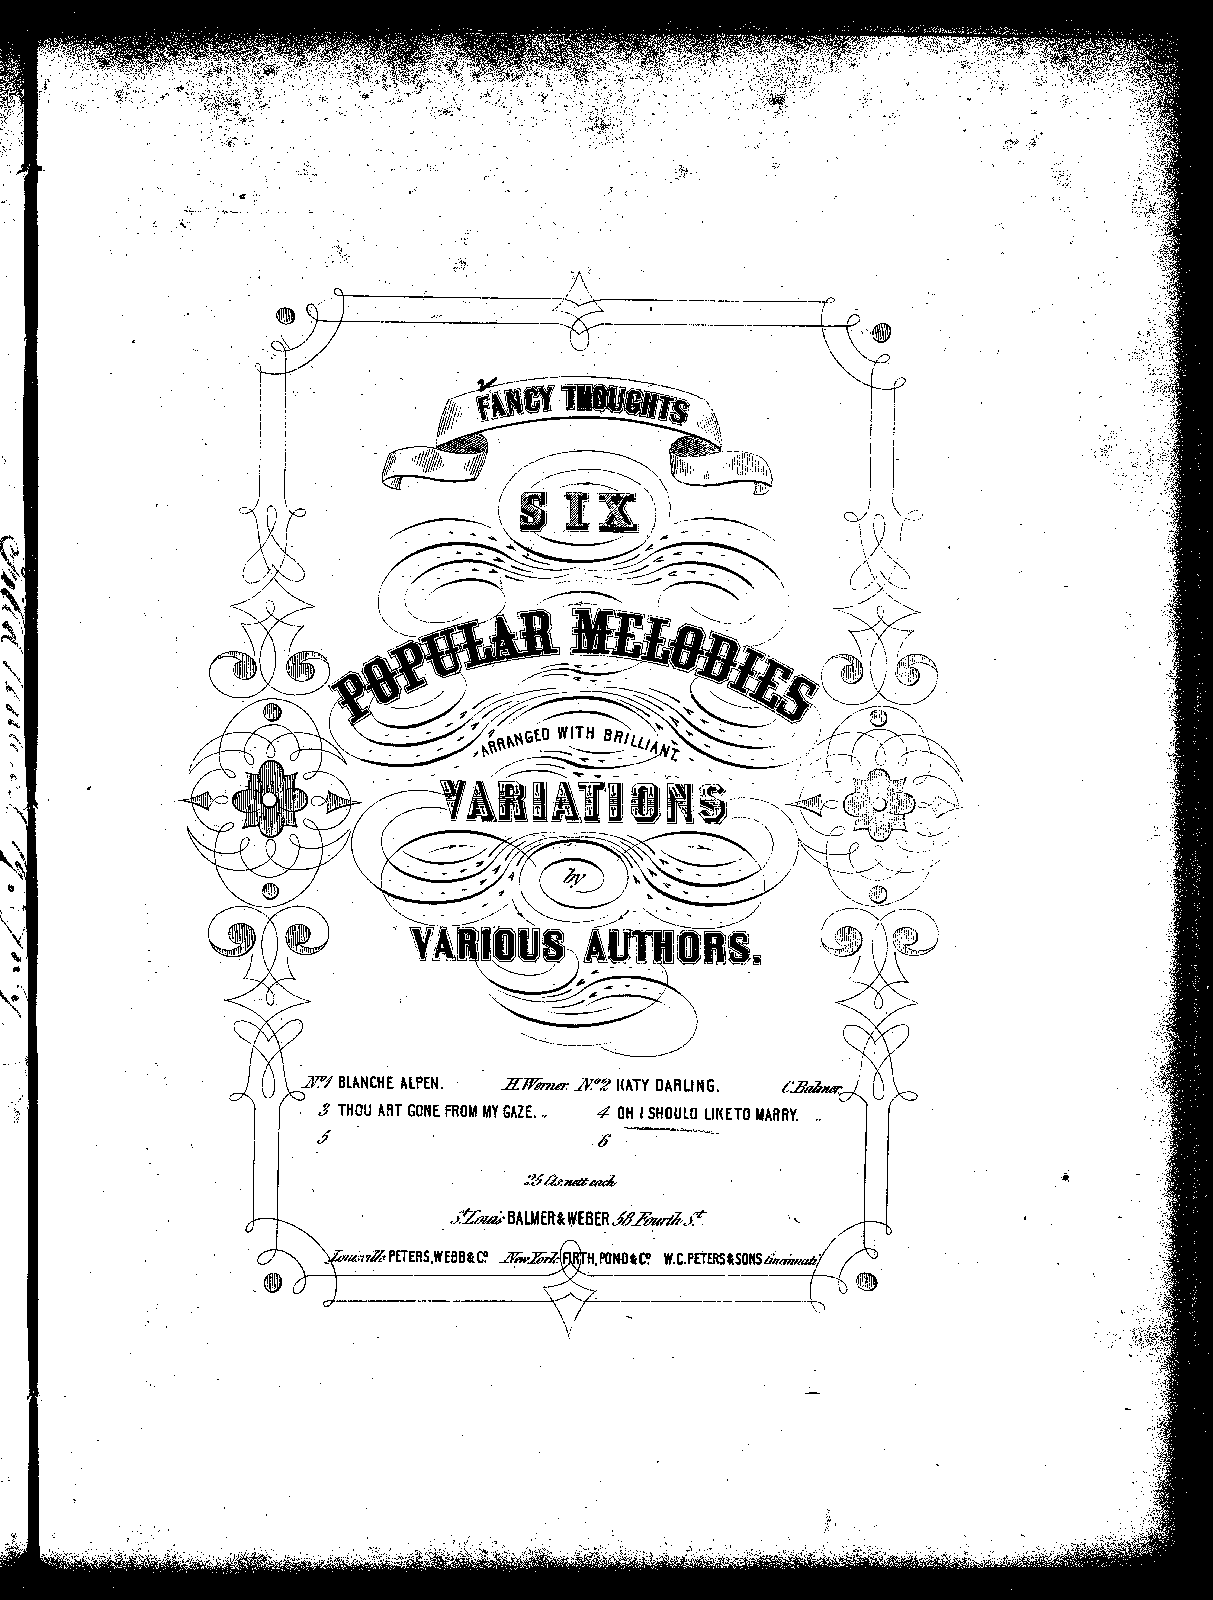 FANCY THOUGHTS
SIX
POPULAR MELODIES
ARRANGED WITH BRILLIANT
VARIATIONS
by
VARIOUS AUTHORS.
No. 1 BLANCHE ALPEN. H. Werner. No. 2 KATY DARLING. C. Balmer.
3 THOU ART GONE FROM MY GAZE. „ 4 OH I SHOULD LIKE TO MARRY. „
5 6
25 Cts. nett each
St. Louis BALMER & WEBER 58 Fourth St.
Louisville PETERS, WEBB & Co. New York FIRTH, POND & Co. W. C. PETERS & SONS Cincinnati